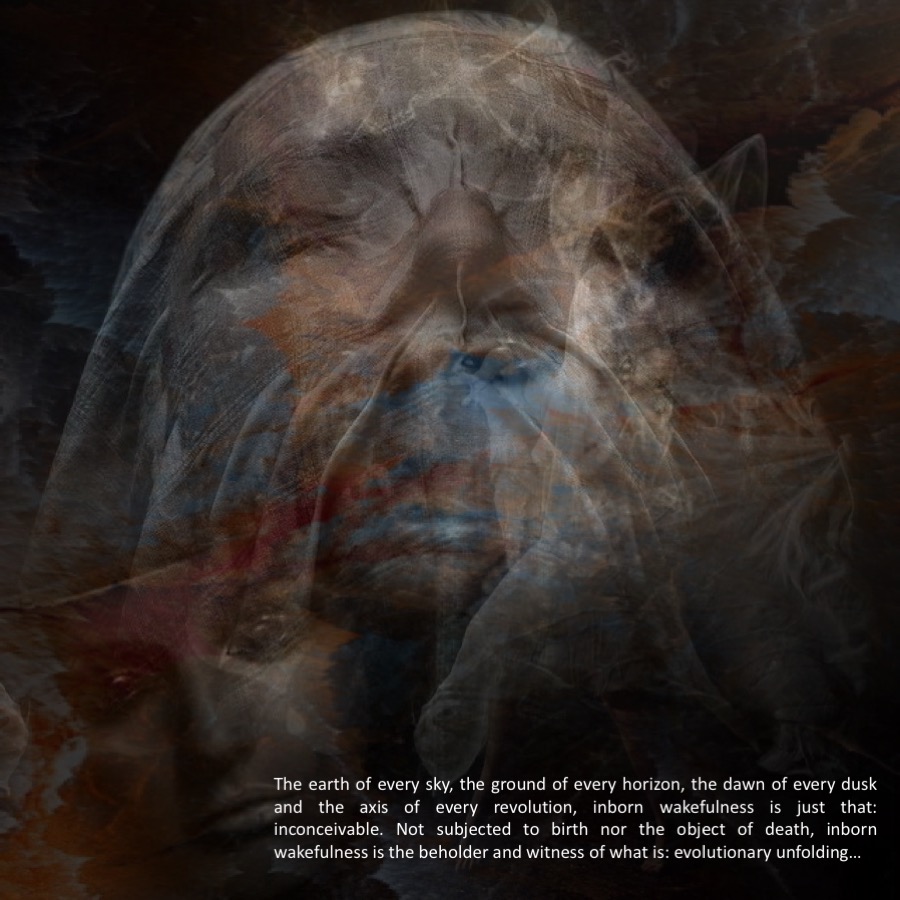 The earth of every sky, the ground of every horizon, the dawn of every dusk
and the axis of every revolution, inborn wakefulness is just that:
inconceivable. Not subjected to birth nor the object of death, inborn
wakefulness is the beholder and witness of what is: evolutionary unfolding...